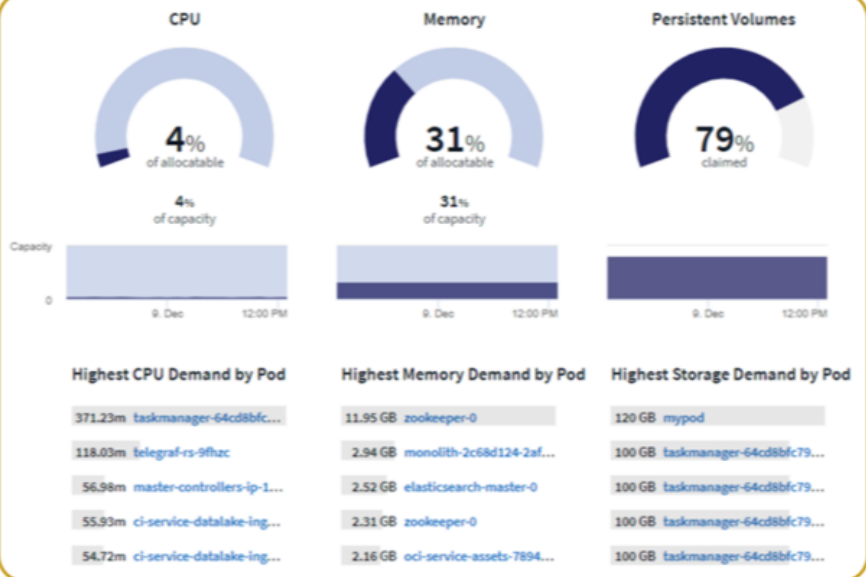 CPU
Memory
Persistent Volumes
4%
of allocatable
31%
of allocatable
79%
claimed
4%
of capacity
31%
of capacity
Capacity
0
9. Dec
12:00 PM
9. Dec
12:00 PM
9. Dec
12:00 PM
Highest CPU Demand by Pod
371.23m taskmanager-64cd8bfc...
118.03m telegraf-rs-9fhzc
56.98m master-controllers-ip-1...
55.93m ci-service-datalake-ing...
54.72m ci-service-datalake-ing...
Highest Memory Demand by Pod
11.95 GB zookeeper-0
2.94 GB monolith-2c68d124-2af...
2.52 GB elasticsearch-master-0
2.31 GB zookeeper-0
2.16 GB oci-service-assets-7894...
Highest Storage Demand by Pod
120 GB mypod
100 GB taskmanager-64cd8bfc79...
100 GB taskmanager-64cd8bfc79...
100 GB taskmanager-64cd8bfc79...
100 GB taskmanager-64cd8bfc79...